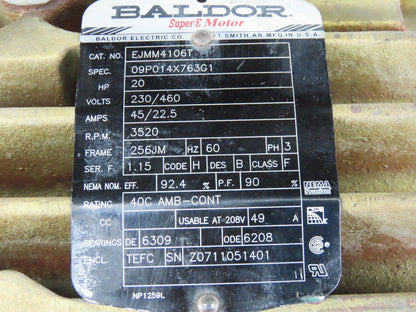 BALDOR
Super E Motor
BALDOR ELECTRIC CO. FT. SMITH, AR. MFG. IN U.S.A.
CAT. NO. EJMM4106T
SPEC. 09P014X763G1
HP 20
VOLTS 230/460
AMPS 45/22.5
R.P.M. 3520
FRAME 256JM HZ 60 PH 3
SER. F. 1.15 CODE H DES B CLASS F
NEMA NOM. EFF. 92.4 % P.F. 90 % NEMA
RATING 40C AMB-CONT
CC USABLE AT 208V 49 A
BEARINGS DE 6309 ODE 6208
ENCL. TEFC SN Z0711051401
NP1259L